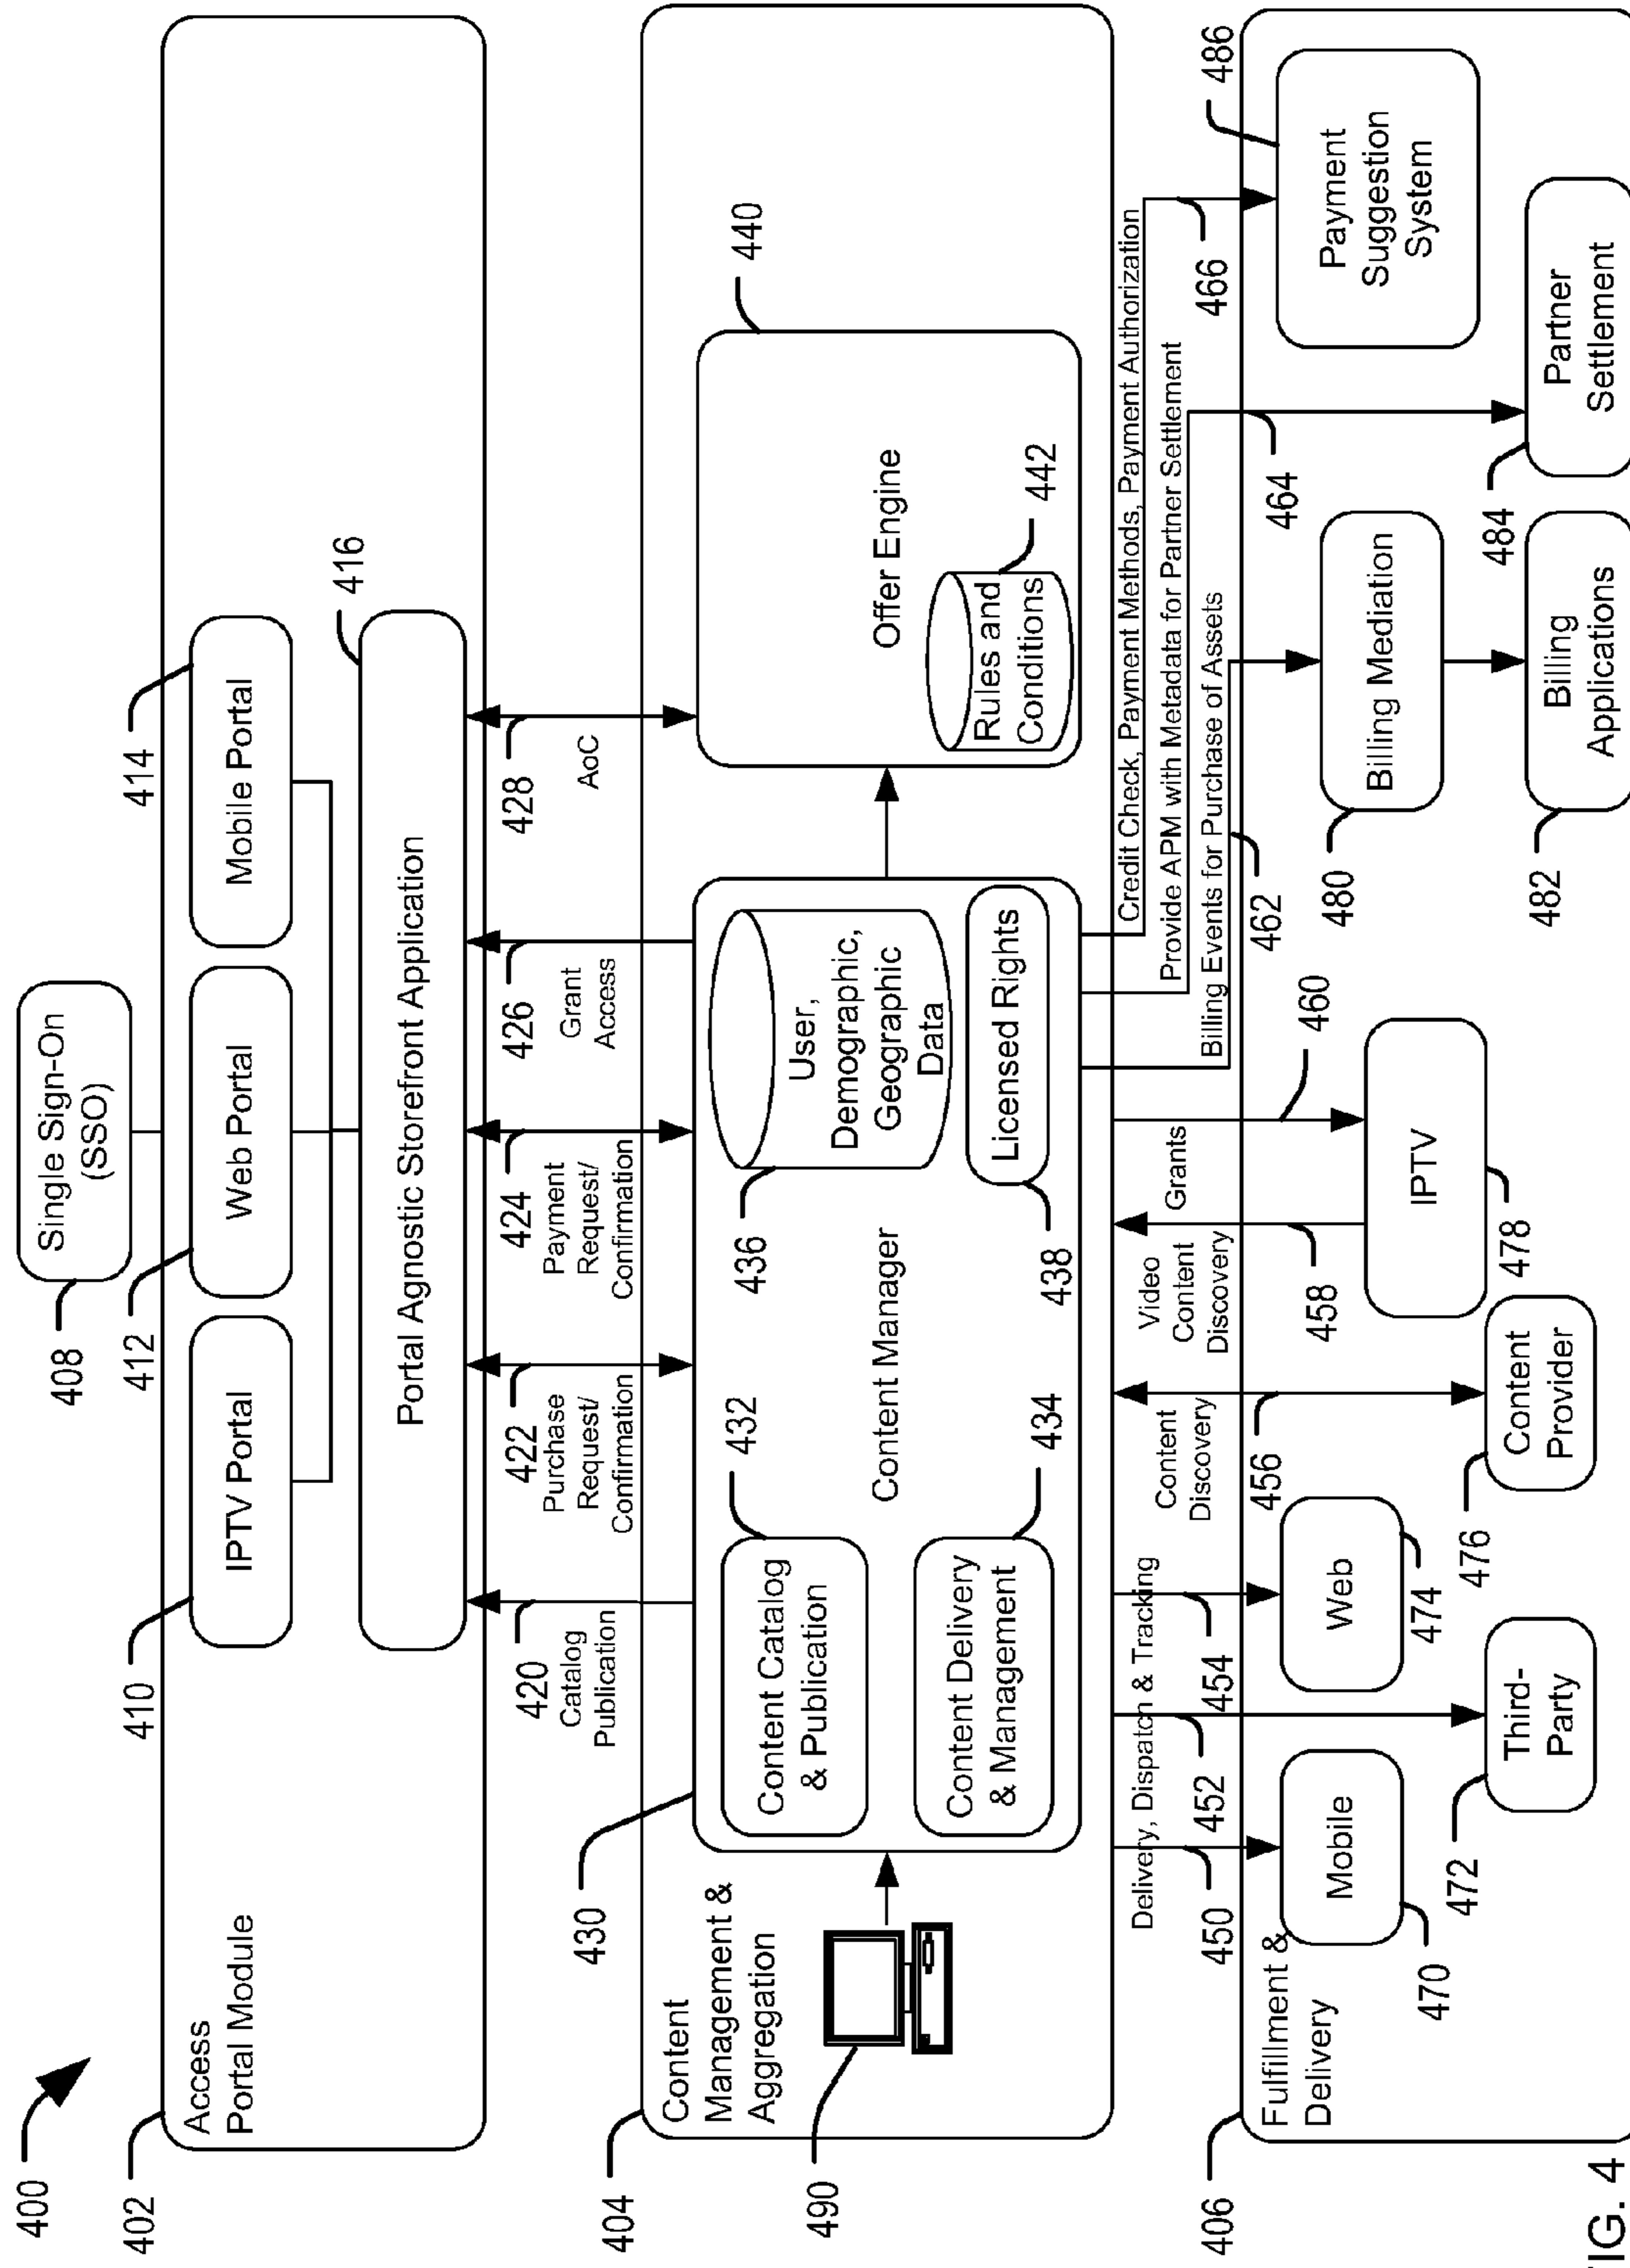 400
402
Access
Portal Module
408
Single Sign-On
(SSO)
410
IPTV Portal
412
Web Portal
414
Mobile Portal
416
Portal Agnostic Storefront Application
420
Catalog
Publication
422
Purchase
Request/
Confirmation
424
Payment
Request/
Confirmation
426
Grant
Access
428
AoC
404
Content
Management &
Aggregation
490
430
Content Manager
432
Content Catalog
& Publication
434
Content Delivery
& Management
436
User,
Demographic,
Geographic
Data
438
Licensed Rights
440
Offer Engine
442
Rules and
Conditions
Delivery, Dispatch & Tracking
450
452
454
Content
Discovery
456
Video
Content
Discovery
458
Grants
460
Credit Check, Payment Methods, Payment Authorization
Provide APM with Metadata for Partner Settlement
Billing Events for Purchase of Assets
462
464
466
406
Fulfillment &
Delivery
470
Mobile
472
Third-
Party
474
Web
476
Content
Provider
478
IPTV
480
Billing Mediation
482
Billing
Applications
484
Partner
Settlement
486
Payment
Suggestion
System
FIG. 4